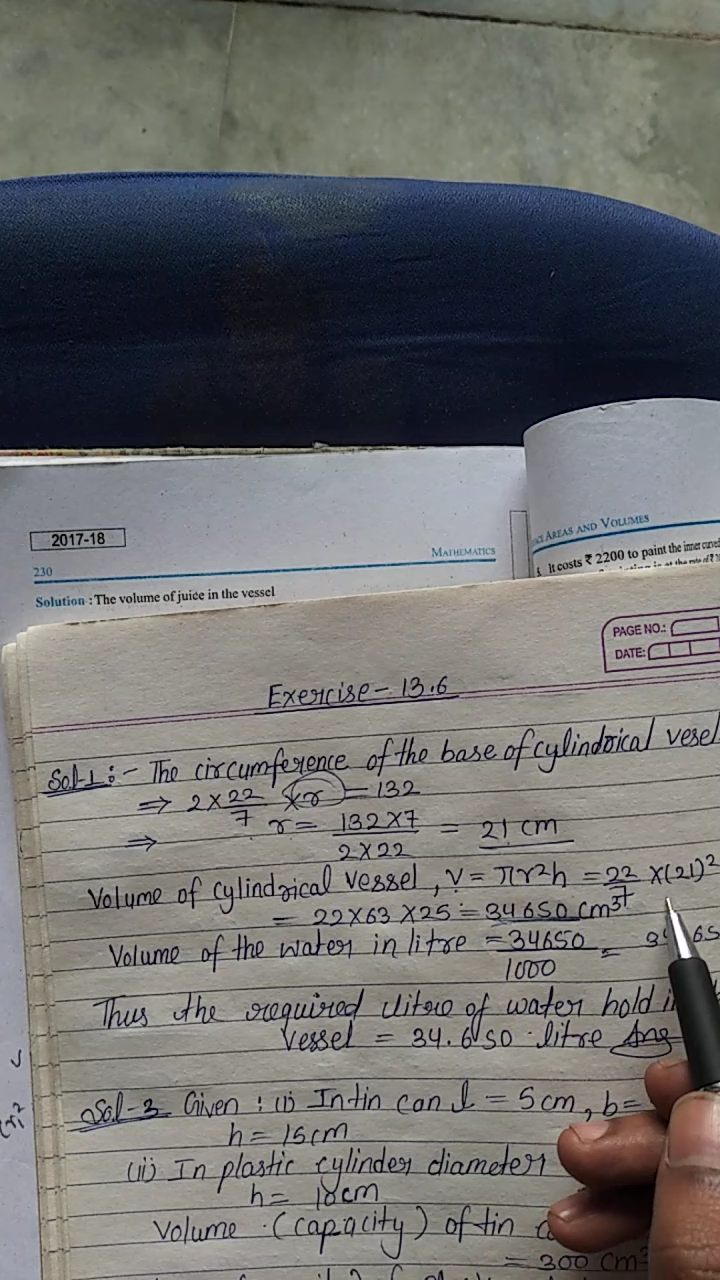 2017-18
MATHEMATICS
230
Solution : The volume of juice in the vessel
AREAS AND VOLUMES
It costs ₹ 2200 to paint the inner curved
at the rate of
PAGE NO.:
DATE:
Exercise - 13.6
Sol-1:- The circumference of the base of cylindrical vesel
⇒ 2 × 22/7 × r = 132
⇒ r = 132×7 / 2×22 = 21 cm
Volume of cylindrical vessel, V = πr²h = 22/7 ×(21)²
= 22×63×25 = 34650 cm³
Volume of the water in litre = 34650/1000 =
Thus the required litre of water hold
vessel = 34.650 litre Ans
Sol-3 Given : (i) In tin can l = 5cm, b=
h = 15cm
(ii) In plastic cylinder diameter
h = 10cm
Volume (capacity) of tin
= 300 cm³